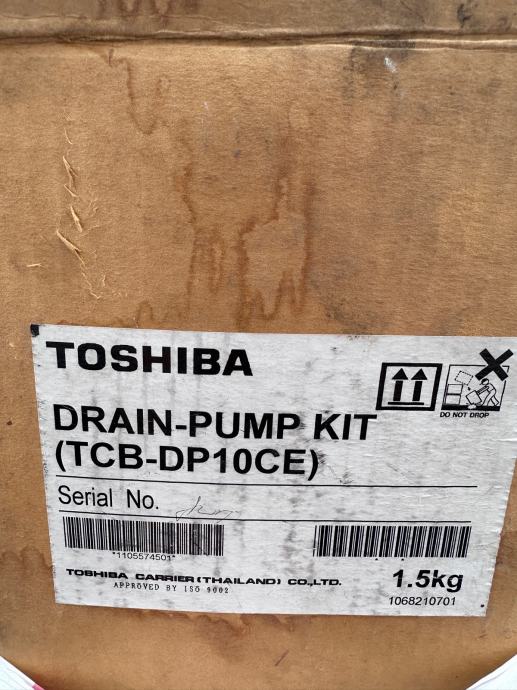 TOSHIBA
DO NOT DROP
DRAIN-PUMP KIT
(TCB-DP10CE)
Serial No.
*1105574501*
TOSHIBA CARRIER (THAILAND) CO.,LTD.
APPROVED BY ISO 9002
1.5kg
1068210701